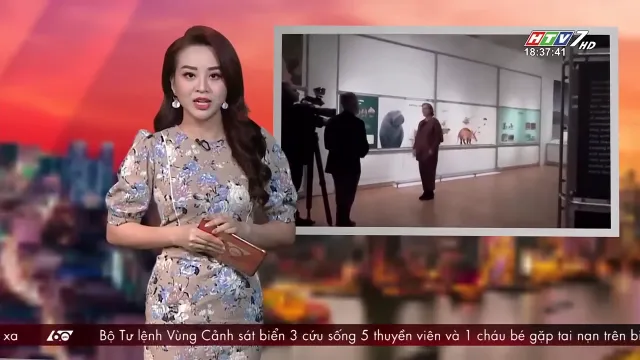 HTV7 HD
18:37:41
xa 60 Bộ Tư lệnh Vùng Cảnh sát biển 3 cứu sống 5 thuyền viên và 1 cháu bé gặp tai nạn trên b